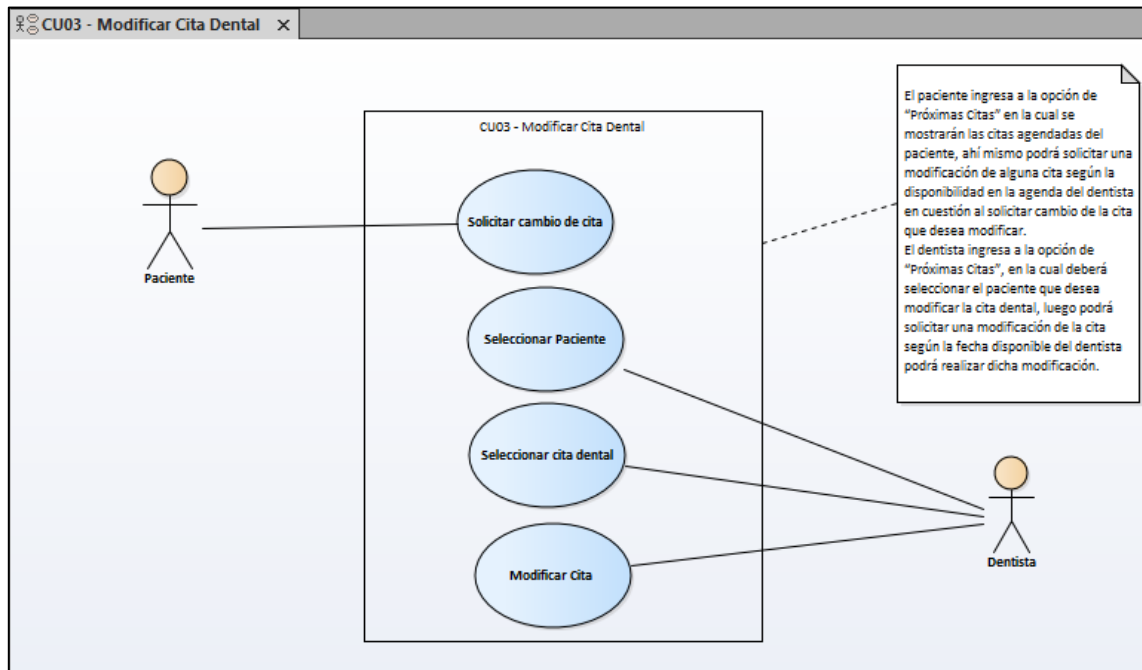 CU03 - Modificar Cita Dental
CU03 - Modificar Cita Dental
Solicitar cambio de cita
Paciente
Seleccionar Paciente
Seleccionar cita dental
Modificar Cita
Dentista
El paciente ingresa a la opción de
“Próximas Citas” en la cual se
mostrarán las citas agendadas del
paciente, ahí mismo podrá solicitar una
modificación de alguna cita según la
disponibilidad en la agenda del dentista
en cuestión al solicitar cambio de la cita
que desea modificar.
El dentista ingresa a la opción de
“Próximas Citas”, en la cual deberá
seleccionar el paciente que desea
modificar la cita dental, luego podrá
solicitar una modificación de la cita
según la fecha disponible del dentista
podrá realizar dicha modificación.